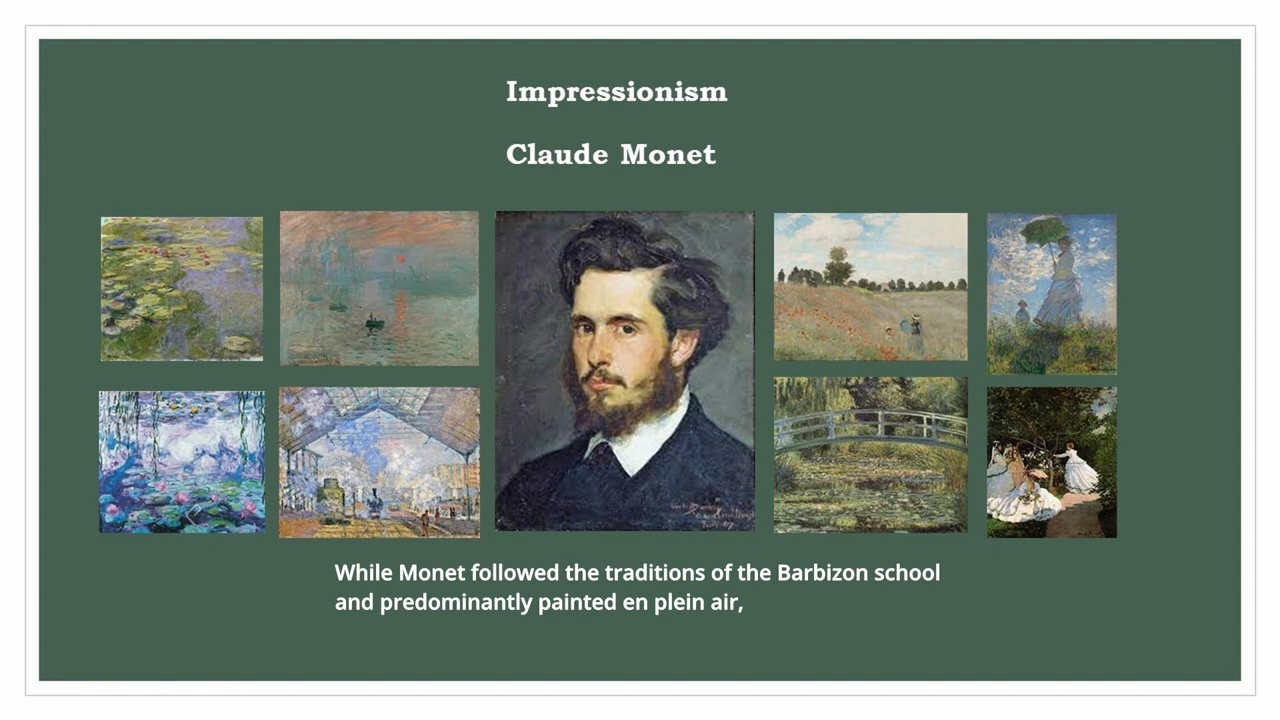 Impressionism
Claude Monet
While Monet followed the traditions of the Barbizon school
and predominantly painted en plein air,